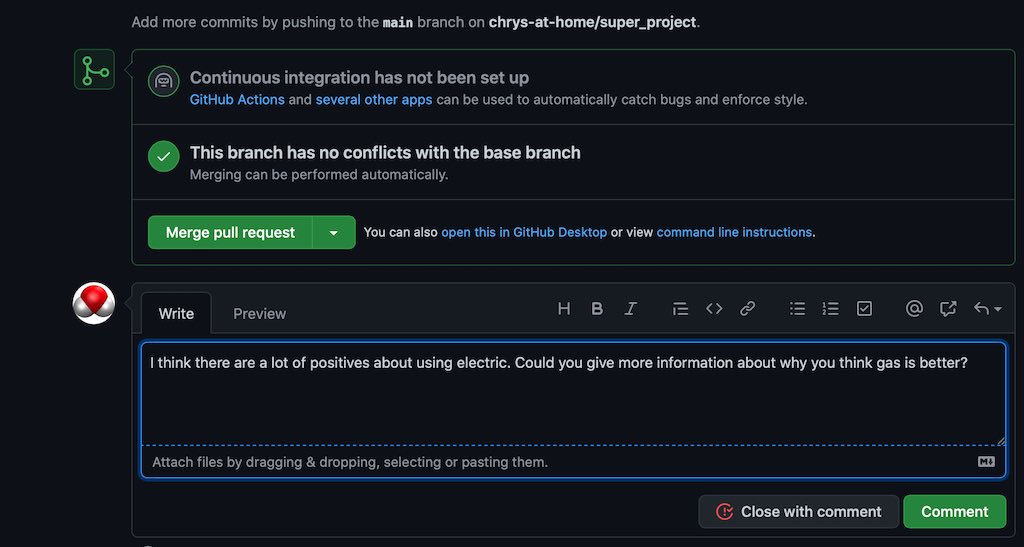 Add more commits by pushing to the main branch on chrys-at-home/super_project.
Continuous integration has not been set up
GitHub Actions and several other apps can be used to automatically catch bugs and enforce style.
This branch has no conflicts with the base branch
Merging can be performed automatically.
Merge pull request You can also open this in GitHub Desktop or view command line instructions.
Write Preview H B I
I think there are a lot of positives about using electric. Could you give more information about why you think gas is better?
Attach files by dragging & dropping, selecting or pasting them. M↓
Close with comment Comment